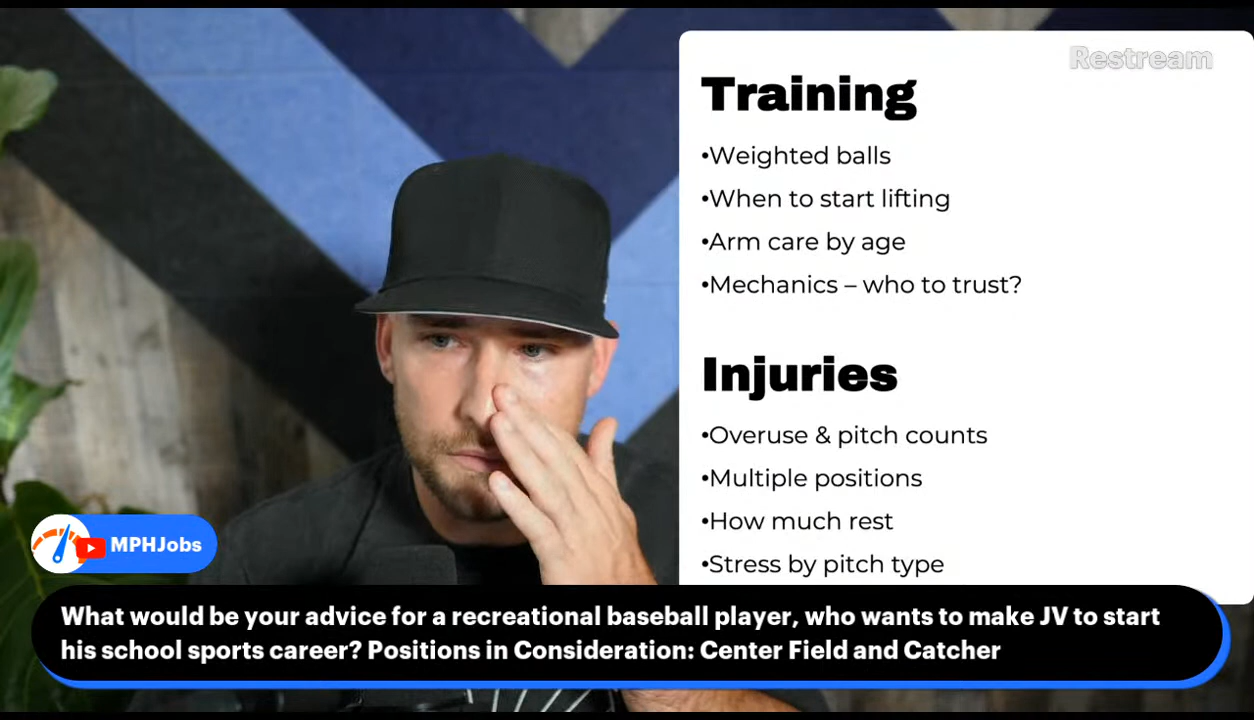 Restream
Training
•Weighted balls
•When to start lifting
•Arm care by age
•Mechanics – who to trust?
Injuries
•Overuse & pitch counts
•Multiple positions
•How much rest
•Stress by pitch type
MPHJobs
What would be your advice for a recreational baseball player, who wants to make JV to start
his school sports career? Positions in Consideration: Center Field and Catcher